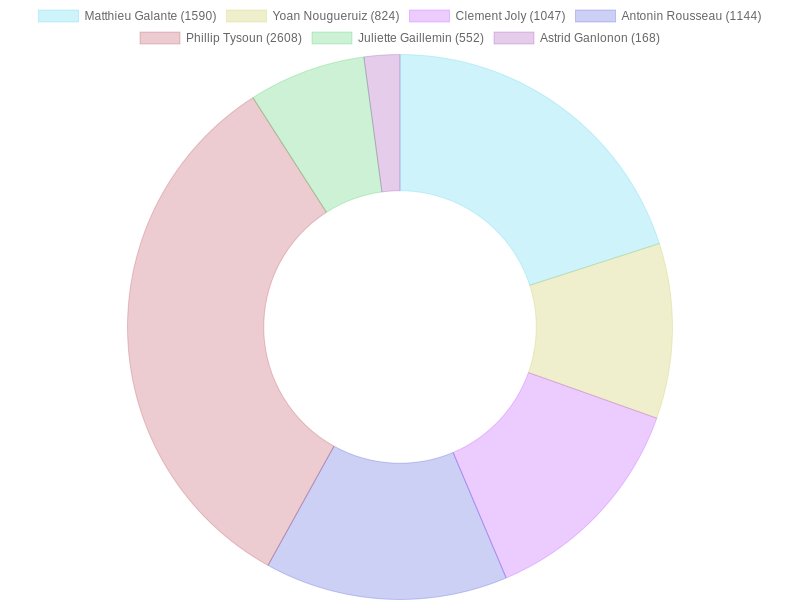 Matthieu Galante (1590) Yoan Nougueruiz (824) Clement Joly (1047) Antonin Rousseau (1144)
Phillip Tysoun (2608) Juliette Gaillemin (552) Astrid Ganlonon (168)